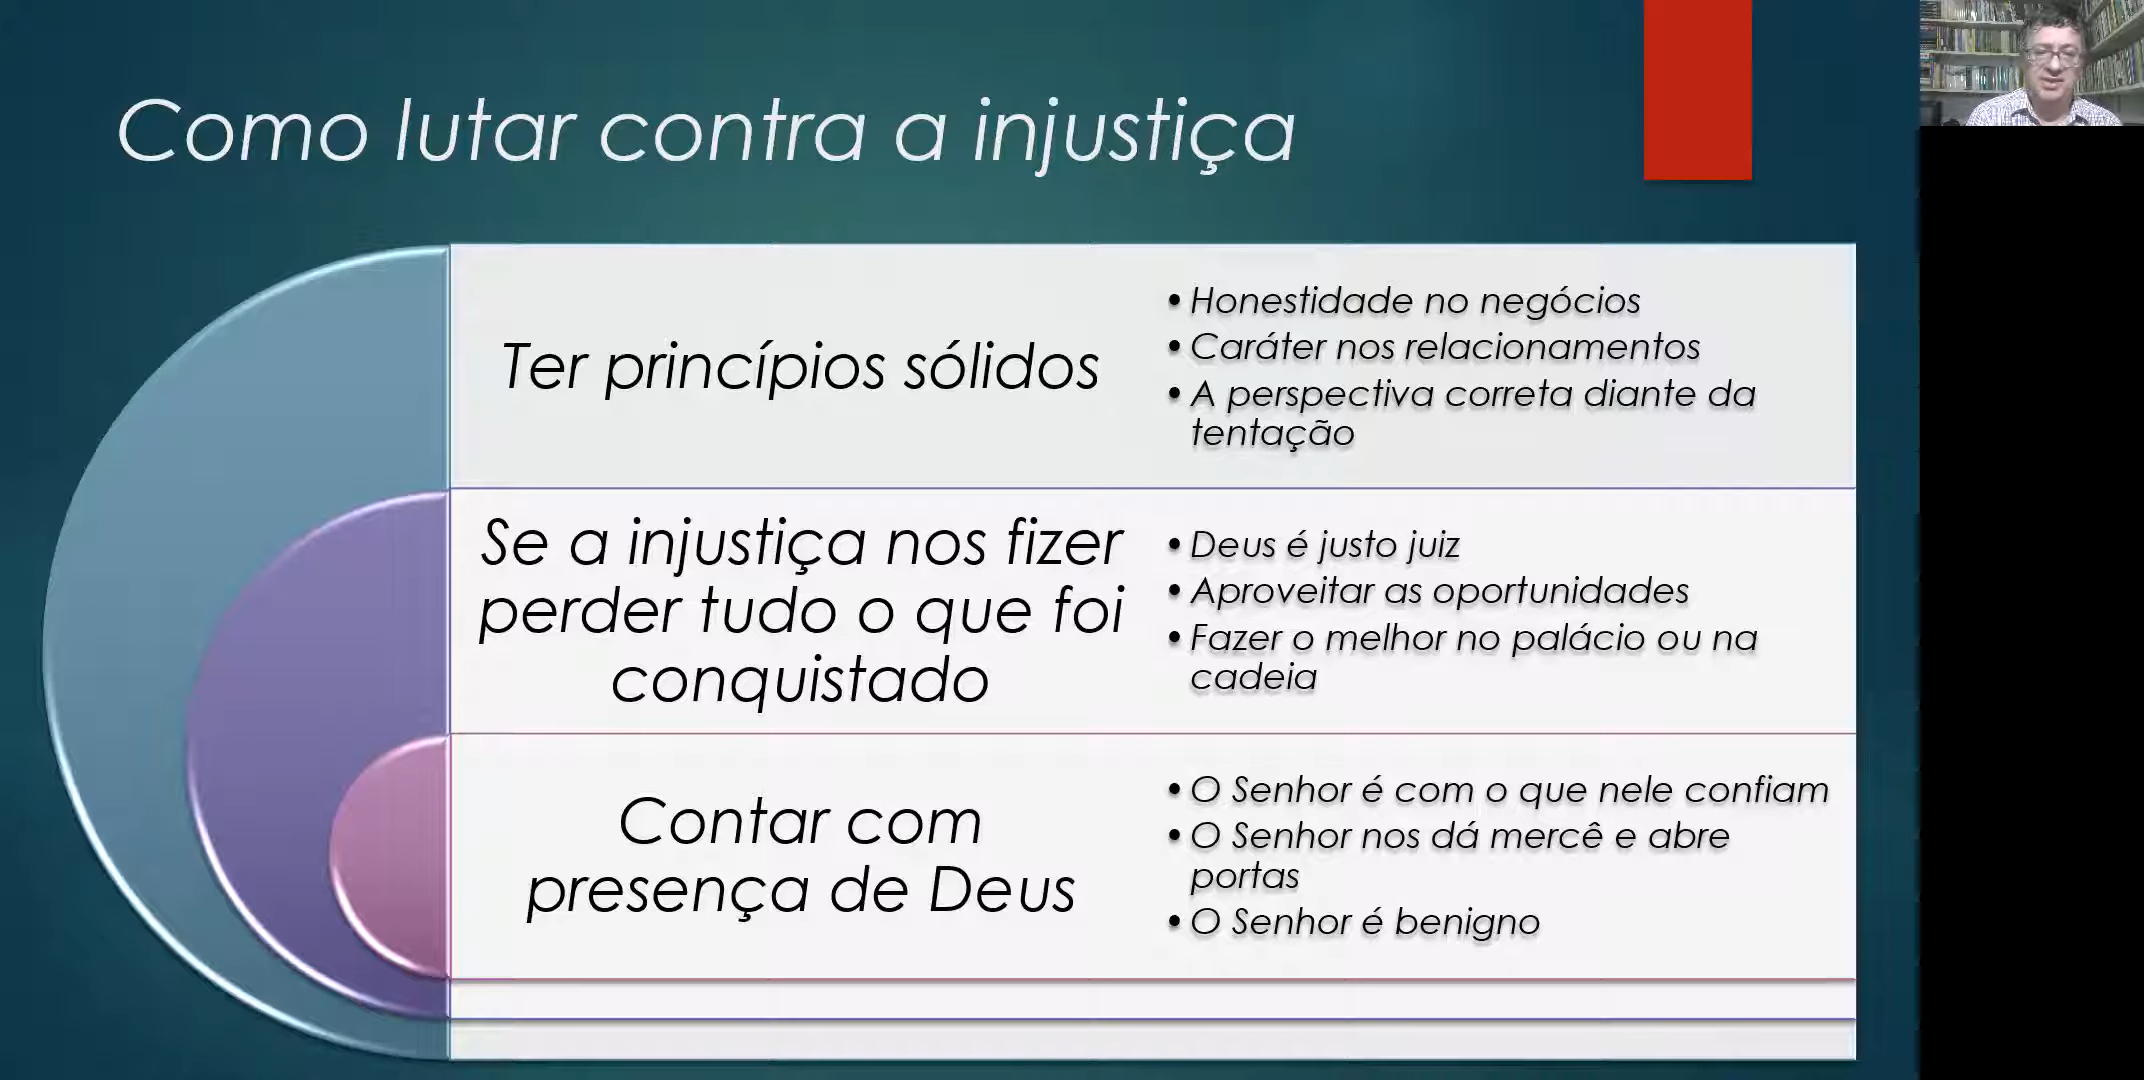 Como lutar contra a injustiça
Ter princípios sólidos
• Honestidade no negócios
• Caráter nos relacionamentos
• A perspectiva correta diante da
tentação
Se a injustiça nos fizer
perder tudo o que foi
conquistado
• Deus é justo juiz
• Aproveitar as oportunidades
• Fazer o melhor no palácio ou na
cadeia
Contar com
presença de Deus
• O Senhor é com o que nele confiam
• O Senhor nos dá mercê e abre
portas
• O Senhor é benigno